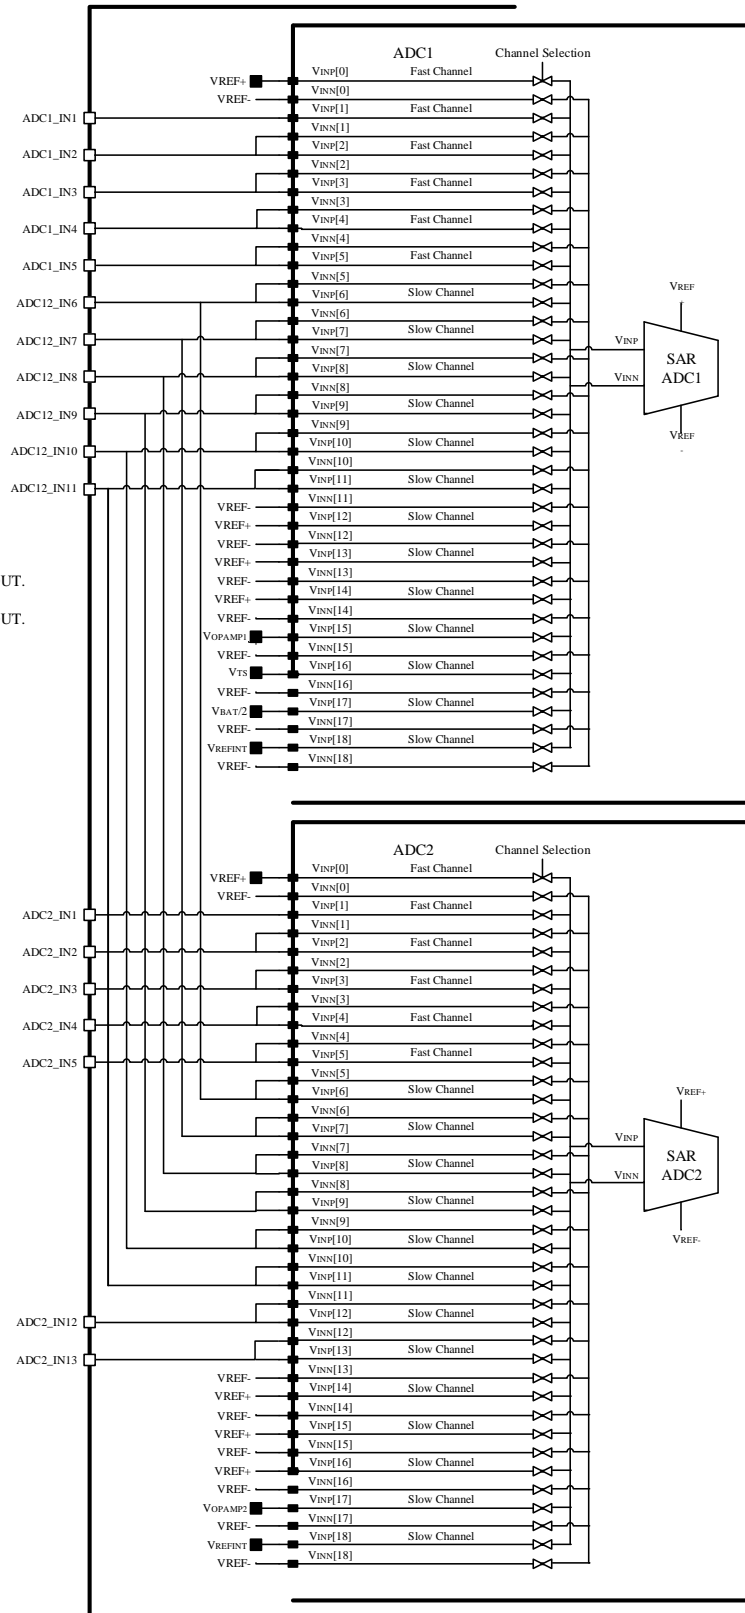 ADC1 Channel Selection
VREF+ VINP[0] Fast Channel
VREF- VINN[0]
ADC1_IN1 VINP[1] Fast Channel
VINN[1]
ADC1_IN2 VINP[2] Fast Channel
VINN[2]
ADC1_IN3 VINP[3] Fast Channel
VINN[3]
ADC1_IN4 VINP[4] Fast Channel
VINN[4]
ADC1_IN5 VINP[5] Fast Channel
VINN[5]
ADC12_IN6 VINP[6] Slow Channel
VINN[6]
ADC12_IN7 VINP[7] Slow Channel
VINN[7]
ADC12_IN8 VINP[8] Slow Channel
VINN[8]
ADC12_IN9 VINP[9] Slow Channel
VINN[9]
ADC12_IN10 VINP[10] Slow Channel
VINN[10]
ADC12_IN11 VINP[11] Slow Channel
VREF- VINN[11]
VREF+ VINP[12] Slow Channel
VREF- VINN[12]
VREF+ VINP[13] Slow Channel
VREF- VINN[13]
VREF+ VINP[14] Slow Channel
VREF- VINN[14]
VOPAMP1 VINP[15] Slow Channel
VREF- VINN[15]
VTS VINP[16] Slow Channel
VREF- VINN[16]
VBAT/2 VINP[17] Slow Channel
VREF- VINN[17]
VREFINT VINP[18] Slow Channel
VREF- VINN[18]
VREF
VINP
SAR
ADC1
VINN
VREF
-
UT.
UT.
ADC2 Channel Selection
VREF+ VINP[0] Fast Channel
VREF- VINN[0]
ADC2_IN1 VINP[1] Fast Channel
VINN[1]
ADC2_IN2 VINP[2] Fast Channel
VINN[2]
ADC2_IN3 VINP[3] Fast Channel
VINN[3]
ADC2_IN4 VINP[4] Fast Channel
VINN[4]
ADC2_IN5 VINP[5] Fast Channel
VINN[5]
VINP[6] Slow Channel
VINN[6]
VINP[7] Slow Channel
VINN[7]
VINP[8] Slow Channel
VINN[8]
VINP[9] Slow Channel
VINN[9]
VINP[10] Slow Channel
VINN[10]
VINP[11] Slow Channel
VINN[11]
ADC2_IN12 VINP[12] Slow Channel
VINN[12]
ADC2_IN13 VINP[13] Slow Channel
VREF- VINN[13]
VREF+ VINP[14] Slow Channel
VREF- VINN[14]
VREF+ VINP[15] Slow Channel
VREF- VINN[15]
VREF+ VINP[16] Slow Channel
VREF- VINN[16]
VOPAMP2 VINP[17] Slow Channel
VREF- VINN[17]
VREFINT VINP[18] Slow Channel
VREF- VINN[18]
VREF+
VINP
SAR
ADC2
VINN
VREF-